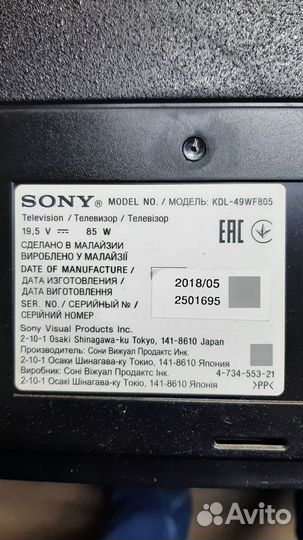 SONY® MODEL NO. / МОДЕЛЬ: KDL-49WF805
Television / Телевизор / Телевізор
19,5 V ⎓ 85 W
EAC
СДЕЛАНО В МАЛАЙЗИИ
ВИРОБЛЕНО У МАЛАЙЗІЇ
DATE OF MANUFACTURE /
ДАТА ИЗГОТОВЛЕНИЯ /
ДАТА ВИГОТОВЛЕННЯ
2018/05
SER. NO. / СЕРИЙНЫЙ № /
СЕРІЙНИЙ НОМЕР
2501695
Sony Visual Products Inc.
2-10-1 Osaki Shinagawa-ku Tokyo, 141-8610 Japan
Производитель: Сони Вижуал Продактс Инк.
2-10-1 Осаки Шинагава-ку Токио, 141-8610 Япония
Виробник: Соні Віжуал Продактс Інк.
2-10-1 Осакі Шінагава-ку Токіо, 141-8610 Японія
4-734-553-21
>PP<
Avito